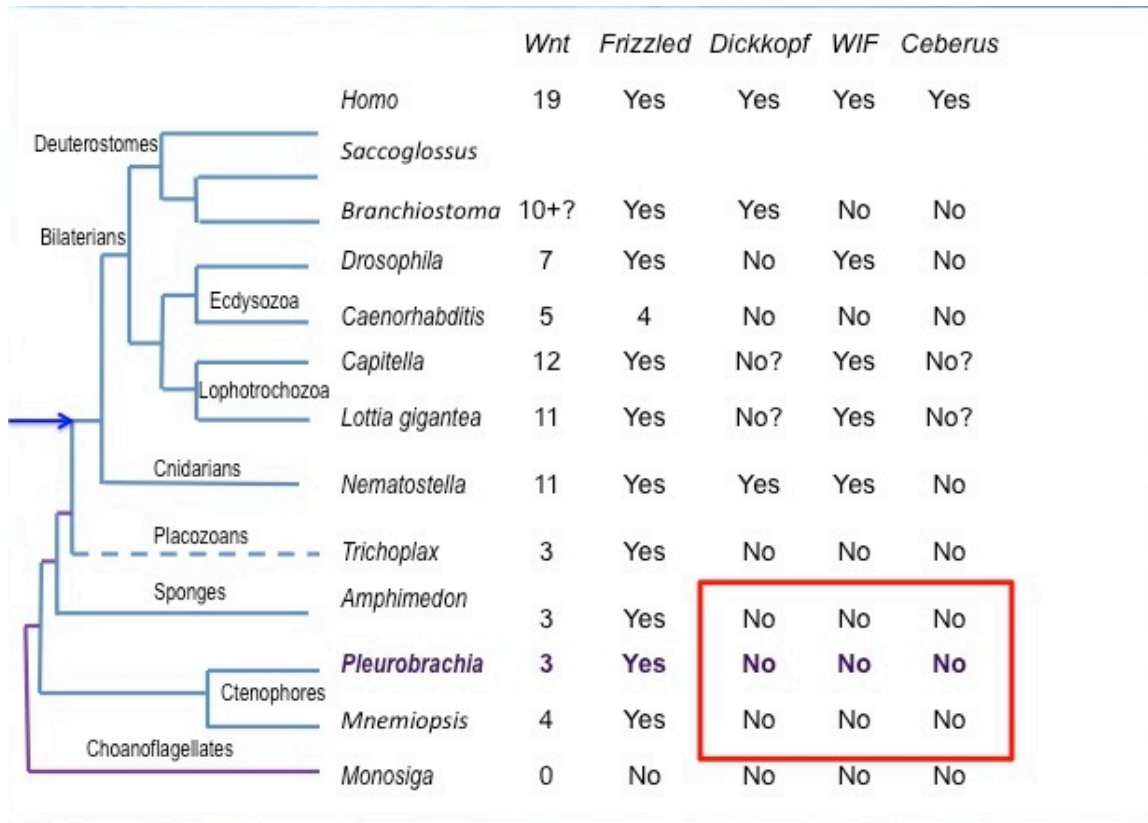 Wnt Frizzled Dickkopf WIF Ceberus
Homo 19 Yes Yes Yes Yes
Deuterostomes
Saccoglossus
Branchiostoma 10+? Yes Yes No No
Bilaterians
Drosophila 7 Yes No Yes No
Ecdysozoa
Caenorhabditis 5 4 No No No
Capitella 12 Yes No? Yes No?
Lophotrochozoa
Lottia gigantea 11 Yes No? Yes No?
Cnidarians
Nematostella 11 Yes Yes Yes No
Placozoans
Trichoplax 3 Yes No No No
Sponges
Amphimedon 3 Yes No No No
Pleurobrachia 3 Yes No No No
Ctenophores
Mnemiopsis 4 Yes No No No
Choanoflagellates
Monosiga 0 No No No No